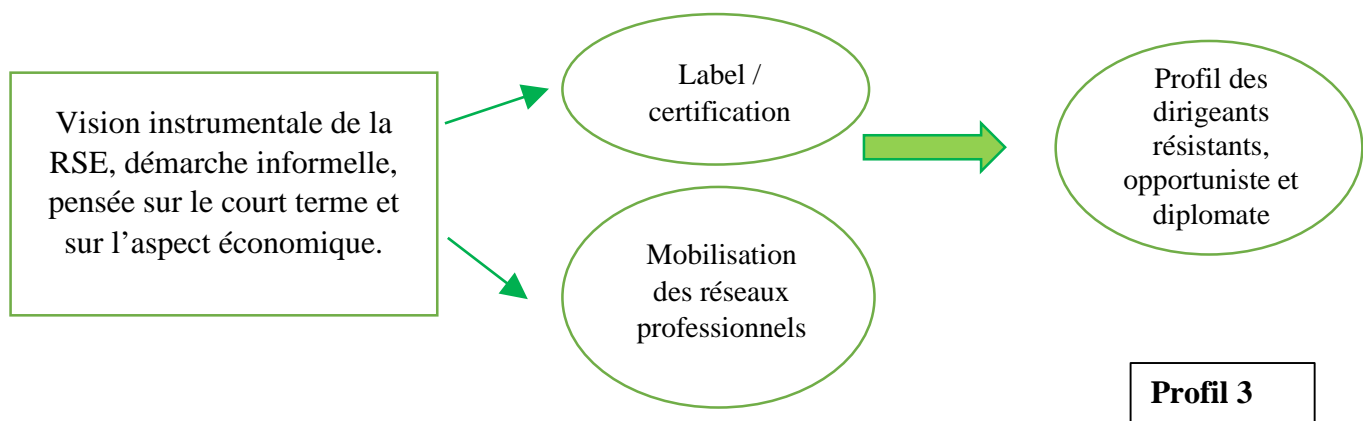 Vision instrumentale de la
RSE, démarche informelle,
pensée sur le court terme et
sur l’aspect économique.
Label /
certification
Mobilisation
des réseaux
professionnels
Profil des
dirigeants
résistants,
opportuniste et
diplomate
Profil 3